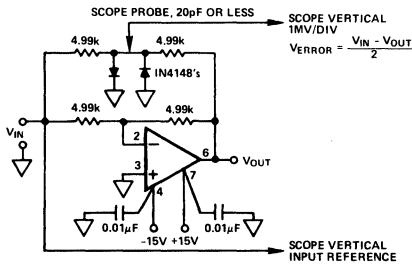 SCOPE PROBE, 20pF OR LESS
SCOPE VERTICAL
1MV/DIV
VERROR = VIN - VOUT
2
4.99k
4.99k
IN4148's
4.99k
4.99k
VIN
2
3
6
VOUT
7
4
0.01μF
-15V +15V
0.01μF
SCOPE VERTICAL
INPUT REFERENCE